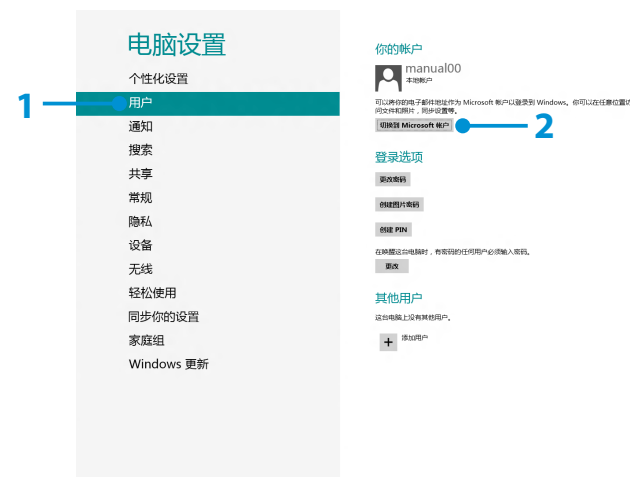 电脑设置
个性化设置
1
用户
通知
搜索
共享
常规
隐私
设备
无线
轻松使用
同步你的设置
家庭组
Windows 更新
你的帐户
manual00
本地帐户
可以将你的电子邮件地址作为 Microsoft 帐户以登录到 Windows。你可以在任意位置访
问文件和照片，同步设置等。
切换到 Microsoft 帐户
2
登录选项
更改密码
创建图片密码
创建 PIN
在唤醒这台电脑时，有密码的任何用户必须输入密码。
更改
其他用户
这台电脑上没有其他用户。
+ 添加用户